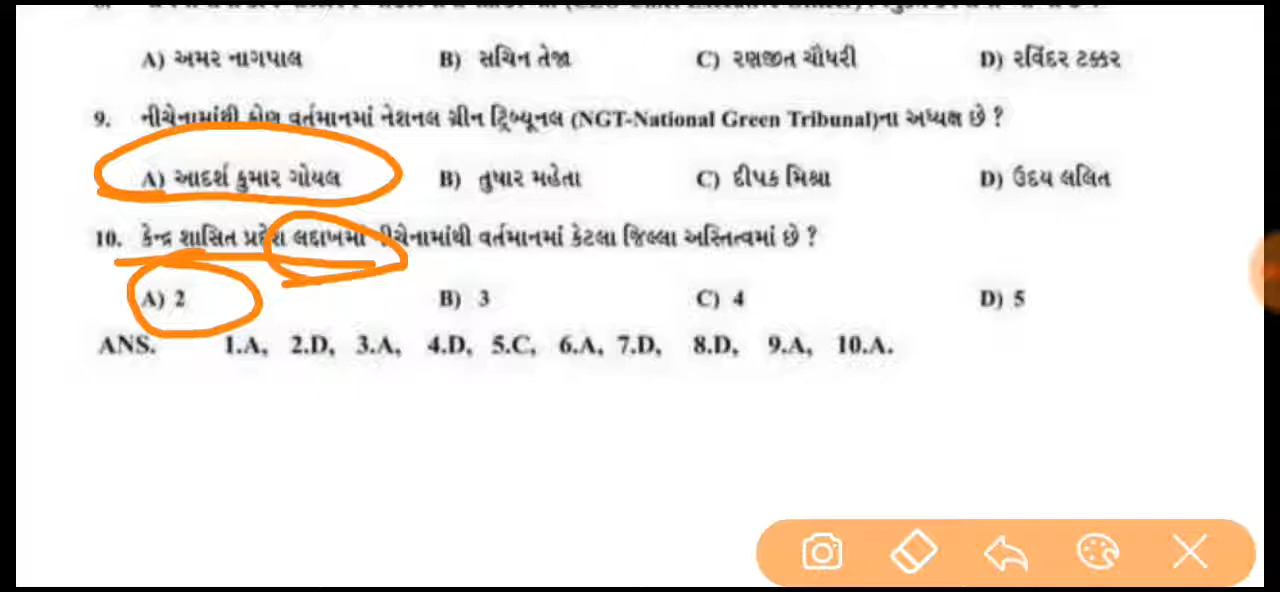 A) અમર નાગપાલ B) સચિન તેજા C) રણજીત ચૌધરી D) રવિંદર ટક્કર
9. નીચેનામાંથી કોણ વર્તમાનમાં નેશનલ ગ્રીન ટ્રિબ્યૂનલ (NGT-National Green Tribunal)ના અધ્યક્ષ છે ?
A) આદર્શ કુમાર ગોયલ B) તુષાર મહેતા C) દીપક મિશ્રા D) ઉદય લલિત
10. કેન્દ્ર શાસિત પ્રદેશ લદ્દાખમાં નીચેનામાંથી વર્તમાનમાં કેટલા જિલ્લા અસ્તિત્વમાં છે ?
A) 2 B) 3 C) 4 D) 5
ANS. 1.A, 2.D, 3.A, 4.D, 5.C, 6.A, 7.D, 8.D, 9.A, 10.A.